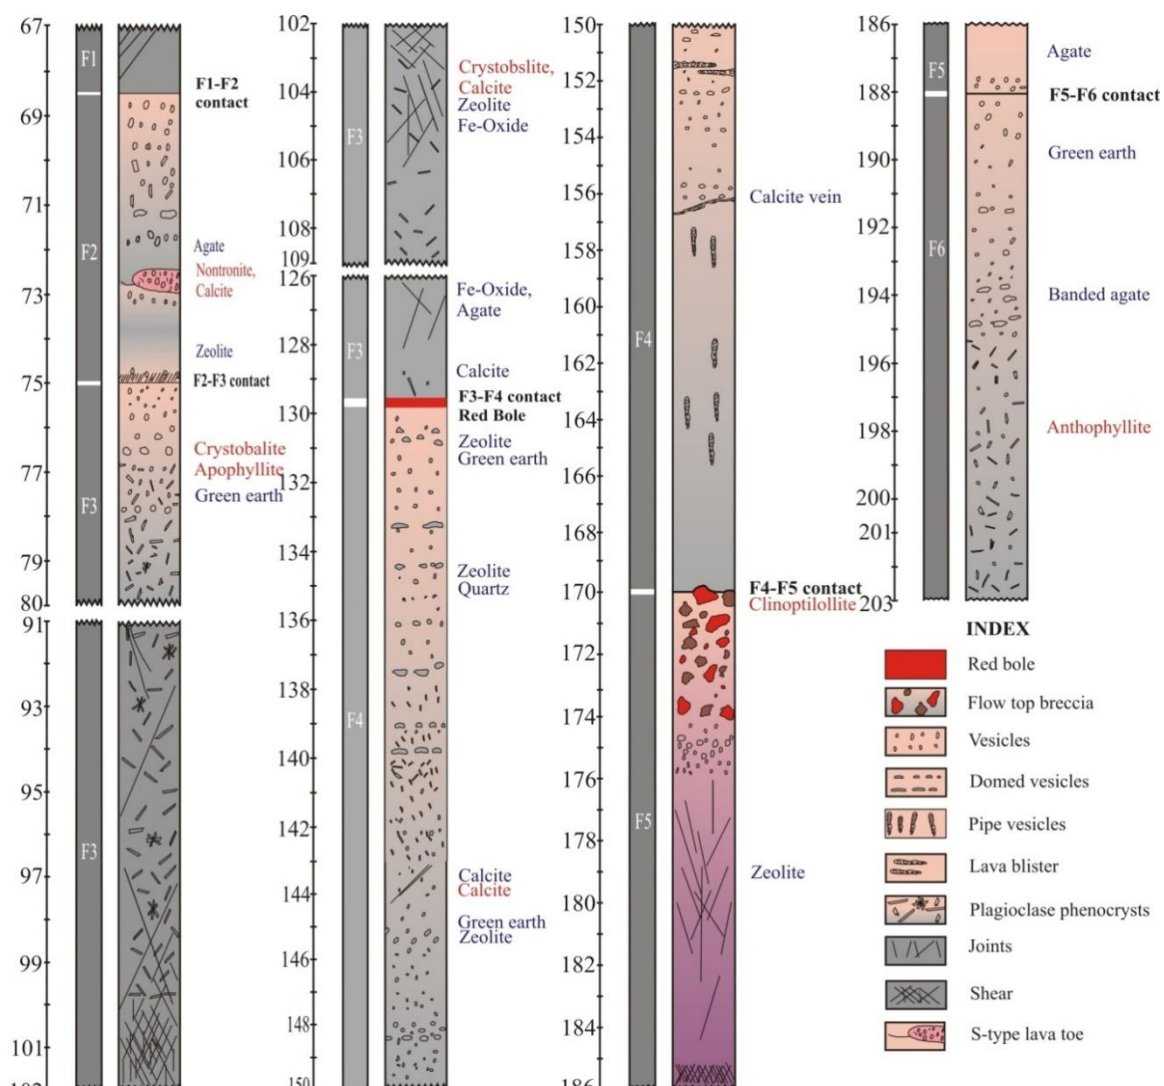 67
69
71
73
75
77
79
80
91
93
95
97
99
101
F1
F2
F3
F3
F1-F2
contact
Agate
Nontronite,
Calcite
Zeolite
F2-F3 contact
Crystobalite
Apophyllite
Green earth
102
104
106
108
109
126
128
130
132
134
136
138
140
142
144
146
148
150
F3
F3
F4
Crystobslite,
Calcite
Zeolite
Fe-Oxide
Fe-Oxide,
Agate
Calcite
F3-F4 contact
Red Bole
Zeolite
Green earth
Zeolite
Quartz
Calcite
Calcite
Green earth
Zeolite
150
152
154
156
158
160
162
164
166
168
170
172
174
176
178
180
182
184
186
F4
F5
Calcite vein
F4-F5 contact
Clinoptilollite
Zeolite
186
188
190
192
194
196
198
200
201
203
F5
F6
Agate
F5-F6 contact
Green earth
Banded agate
Anthophyllite
INDEX
Red bole
Flow top breccia
Vesicles
Domed vesicles
Pipe vesicles
Lava blister
Plagioclase phenocrysts
Joints
Shear
S-type lava toe